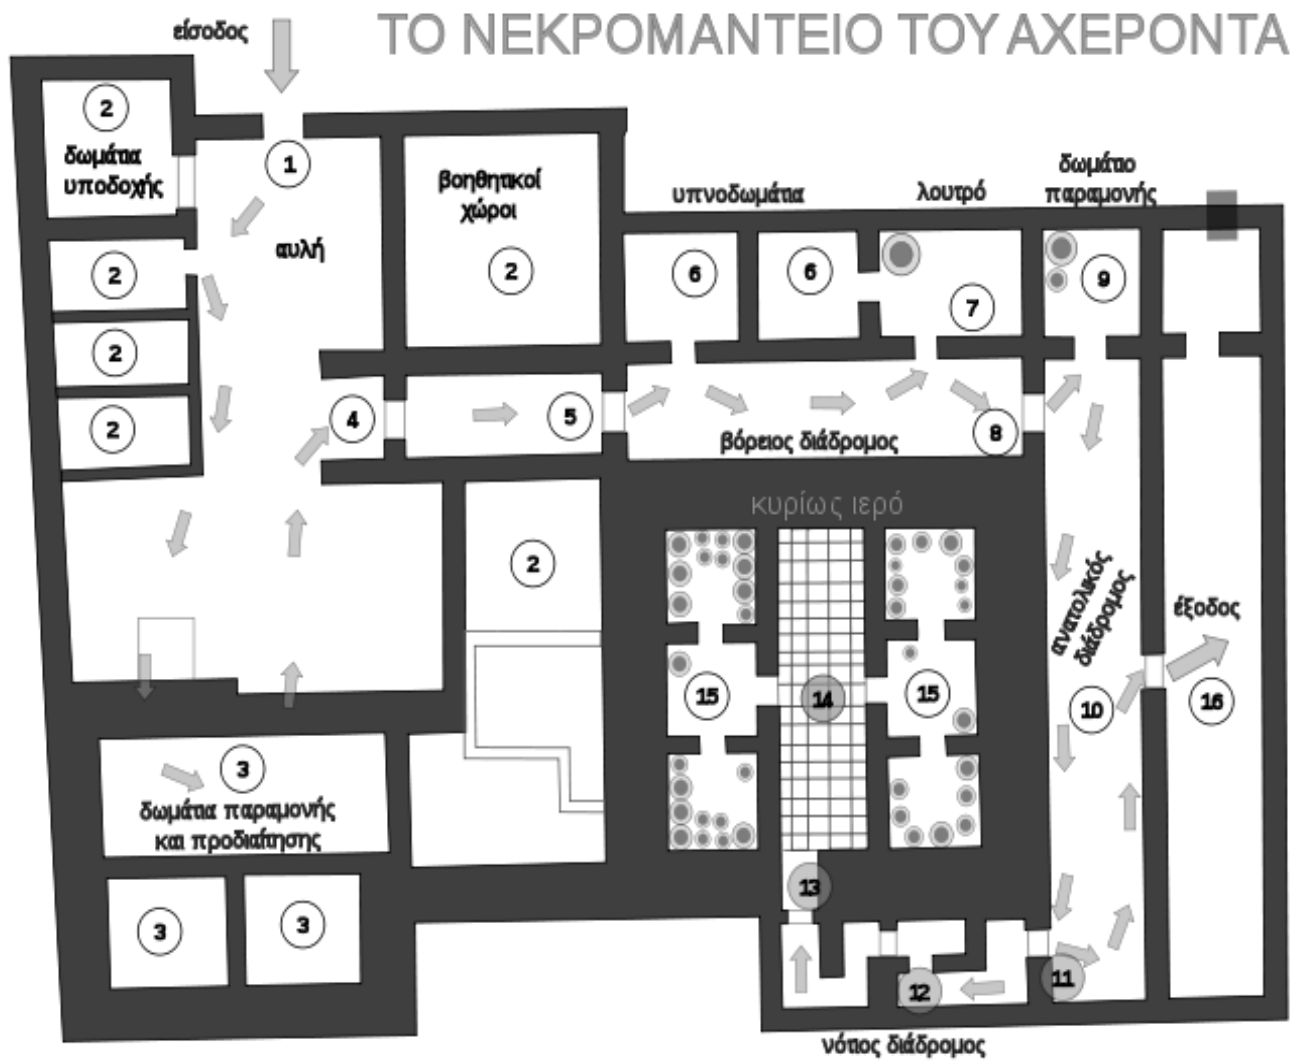 ΤΟ ΝΕΚΡΟΜΑΝΤΕΙΟ ΤΟΥ ΑΧΕΡΟΝΤΑ
είσοδος
2
δωμάτια
υποδοχής
1
αυλή
βοηθητικοί
χώροι
2
υπνοδωμάτια
λουτρό
δωμάτιο
παραμονής
6
6
7
9
2
2
2
4
5
8
βόρειος διάδρομος
κυρίως ιερό
2
ανατολικός
διάδρομος
έξοδος
15
14
15
10
16
3
δωμάτια παραμονής
και προδιαίτησης
3
3
13
12
11
νότιος διάδρομος